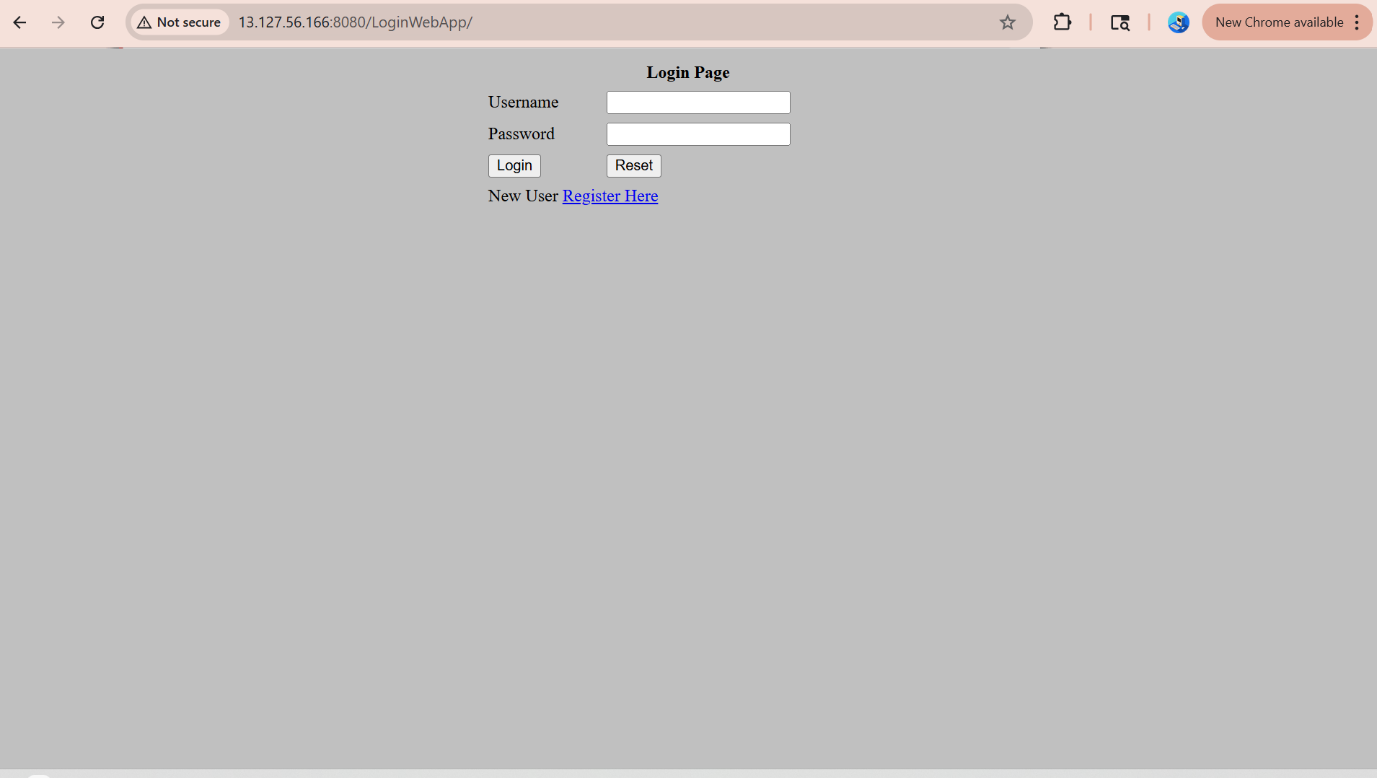 Not secure 13.127.56.166:8080/LoginWebApp/ New Chrome available
Login Page
Username
Password
Login Reset
New User Register Here